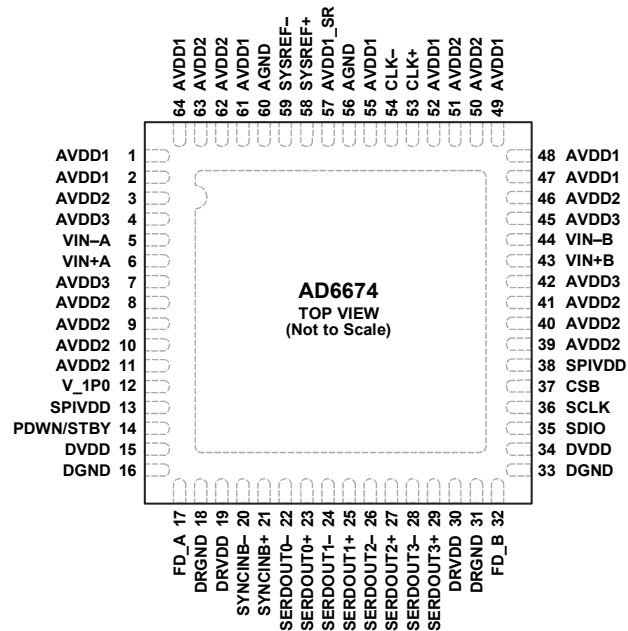 64 AVDD1
63 AVDD2
62 AVDD2
61 AVDD1
60 AGND
59 SYSREF–
58 SYSREF+
57 AVDD1_SR
56 AGND
55 AVDD1
54 CLK–
53 CLK+
52 AVDD1
51 AVDD2
50 AVDD2
49 AVDD1
AVDD1 1
AVDD1 2
AVDD2 3
AVDD3 4
VIN–A 5
VIN+A 6
AVDD3 7
AVDD2 8
AVDD2 9
AVDD2 10
AVDD2 11
V_1P0 12
SPIVDD 13
PDWN/STBY 14
DVDD 15
DGND 16
AD6674
TOP VIEW
(Not to Scale)
48 AVDD1
47 AVDD1
46 AVDD2
45 AVDD3
44 VIN–B
43 VIN+B
42 AVDD3
41 AVDD2
40 AVDD2
39 AVDD2
38 SPIVDD
37 CSB
36 SCLK
35 SDIO
34 DVDD
33 DGND
FD_A 17
DRGND 18
DRVDD 19
SYNCINB– 20
SYNCINB+ 21
SERDOUT0– 22
SERDOUT0+ 23
SERDOUT1– 24
SERDOUT1+ 25
SERDOUT2– 26
SERDOUT2+ 27
SERDOUT3– 28
SERDOUT3+ 29
DRVDD 30
DRGND 31
FD_B 32